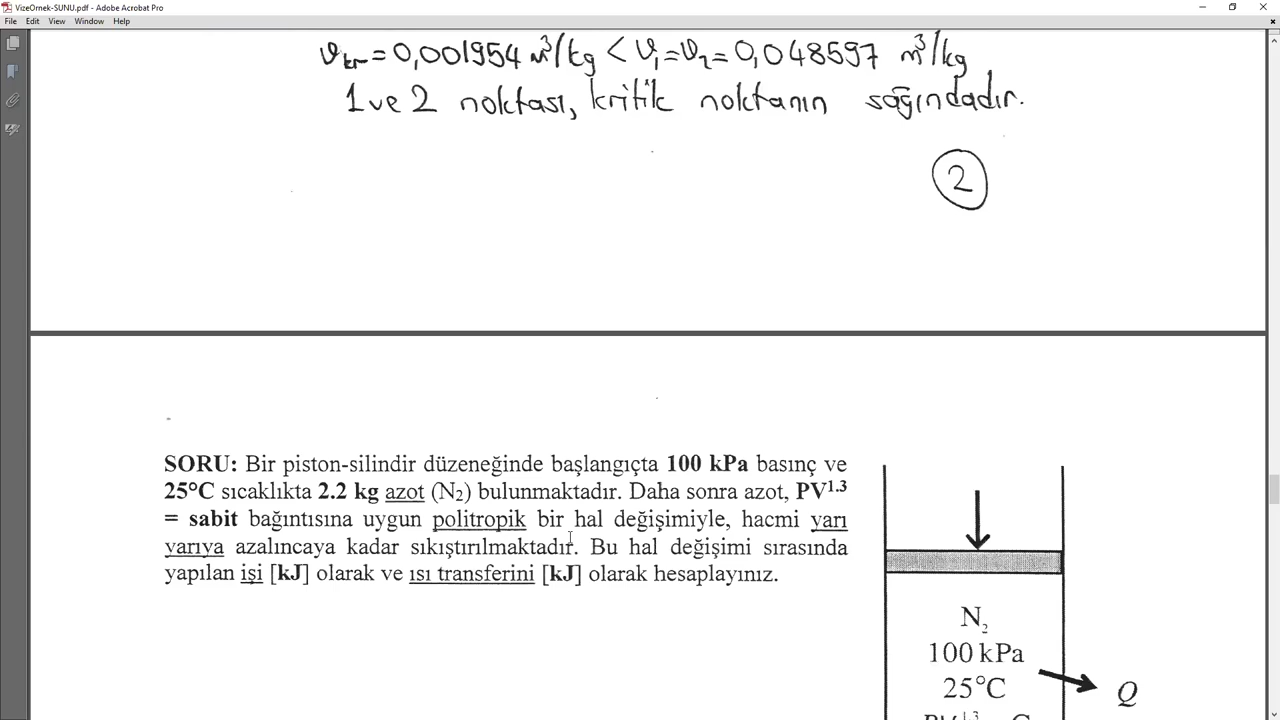 VizeOrnek-SUNU.pdf - Adobe Acrobat Pro
File Edit View Window Help
υkr=0,001954 m³/kg < υ₁=υ₂=0,048597 m³/kg
1 ve 2 noktası, kritik noktanın sağındadır.
2
SORU: Bir piston-silindir düzeneğinde başlangıçta 100 kPa basınç ve
25°C sıcaklıkta 2.2 kg azot (N₂) bulunmaktadır. Daha sonra azot, PV¹·³
= sabit bağıntısına uygun politropik bir hal değişimiyle, hacmi yarı
yarıya azalıncaya kadar sıkıştırılmaktadır. Bu hal değişimi sırasında
yapılan işi [kJ] olarak ve ısı transferini [kJ] olarak hesaplayınız.
N₂
100 kPa
25°C
Q